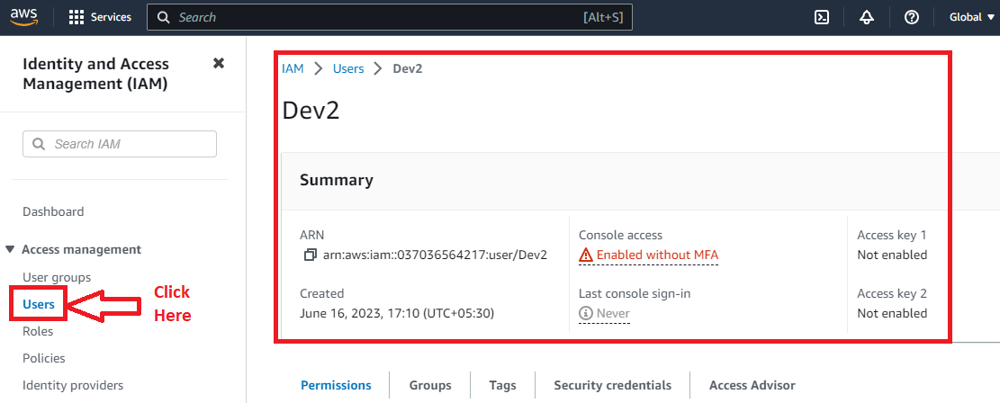 aws Services Search [Alt+S] Global
Identity and Access
Management (IAM)
Search IAM
Dashboard
Access management
User groups
Users
Click
Here
Roles
Policies
Identity providers
IAM > Users > Dev2
Dev2
Summary
ARN
arn:aws:iam::037036564217:user/Dev2
Console access
Enabled without MFA
Access key 1
Not enabled
Created
June 16, 2023, 17:10 (UTC+05:30)
Last console sign-in
Never
Access key 2
Not enabled
Permissions Groups Tags Security credentials Access Advisor